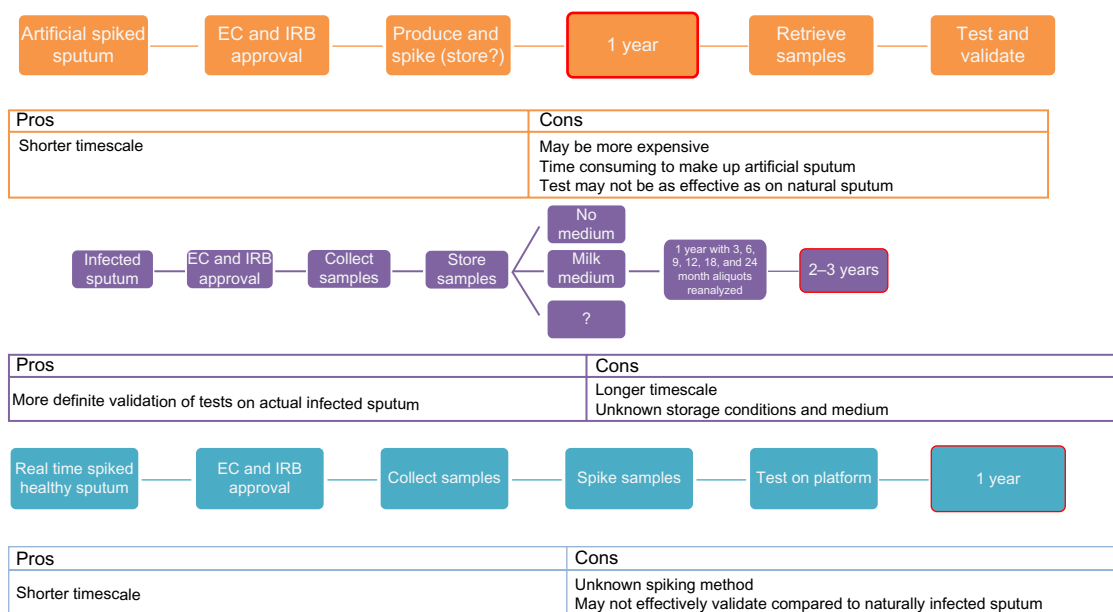 Artificial spiked
sputum
EC and IRB
approval
Produce and
spike (store?)
1 year
Retrieve
samples
Test and
validate
Pros
Cons
Shorter timescale
May be more expensive
Time consuming to make up artificial sputum
Test may not be as effective as on natural sputum
Infected
sputum
EC and IRB
approval
Collect
samples
Store
samples
No
medium
Milk
medium
?
1 year with 3, 6,
9, 12, 18, and 24
month aliquots
reanalyzed
2–3 years
Pros
Cons
More definite validation of tests on actual infected sputum
Longer timescale
Unknown storage conditions and medium
Real time spiked
healthy sputum
EC and IRB
approval
Collect samples
Spike samples
Test on platform
1 year
Pros
Cons
Shorter timescale
Unknown spiking method
May not effectively validate compared to naturally infected sputum